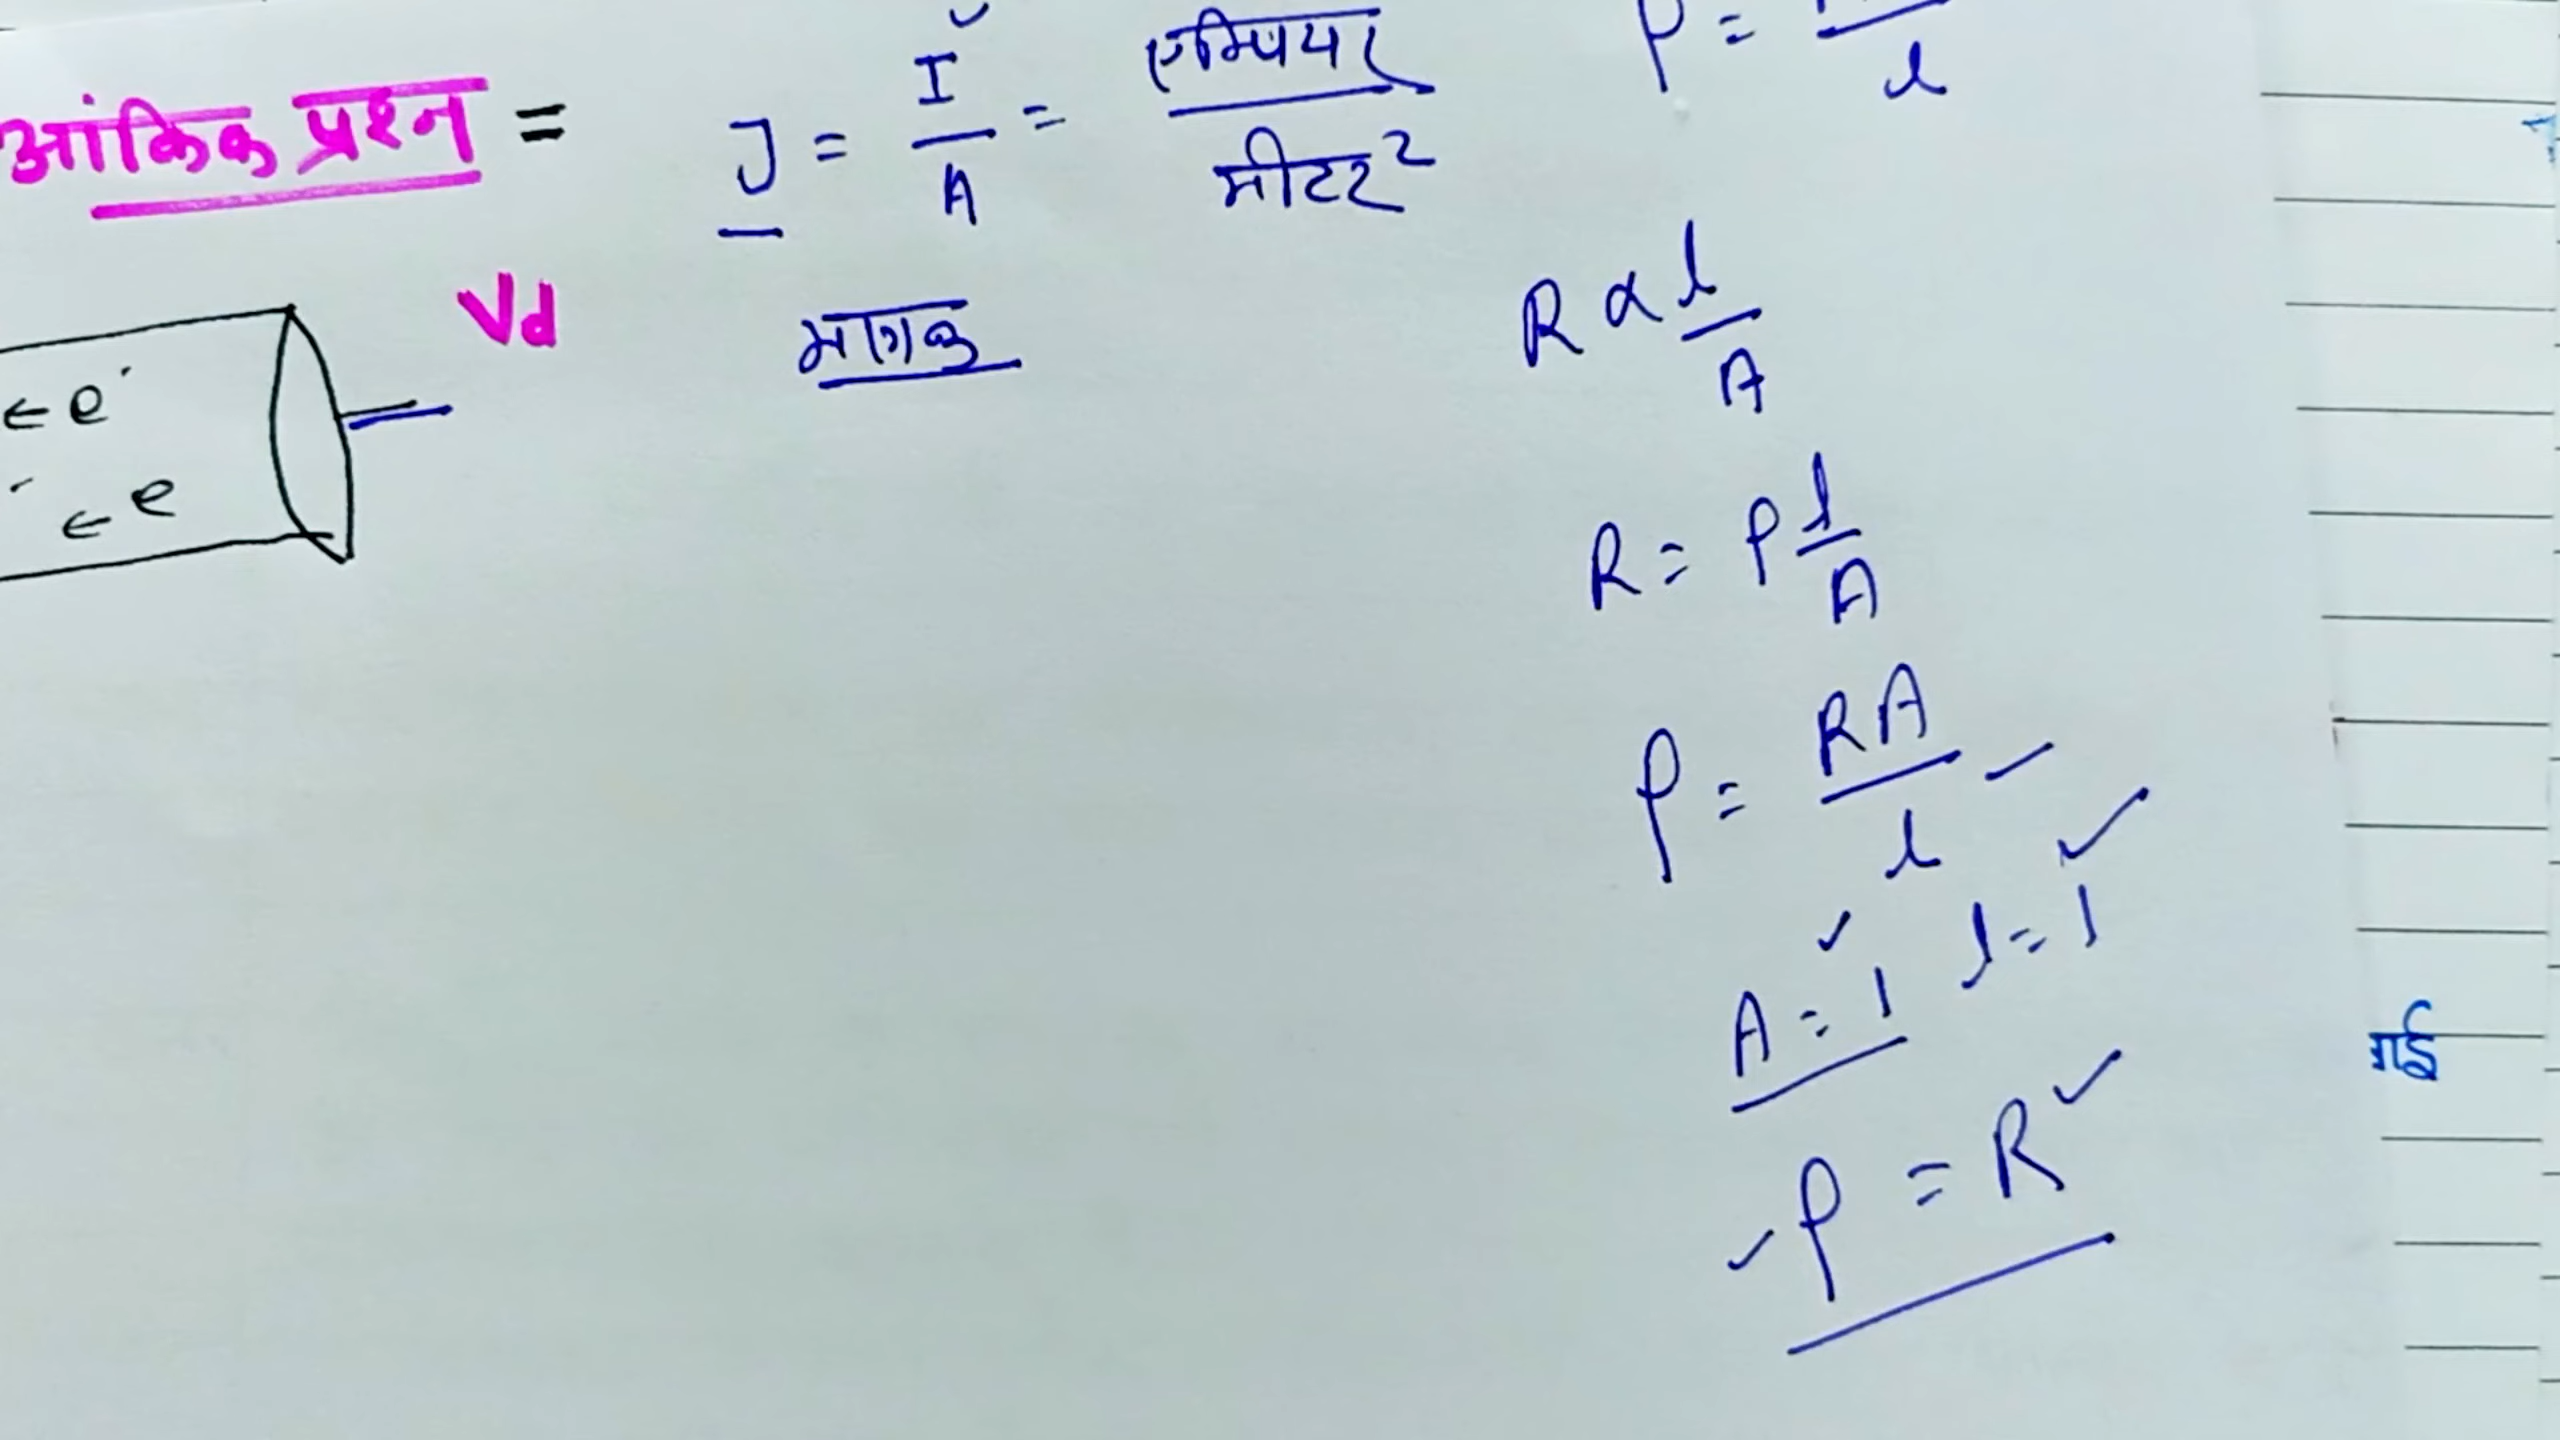 आंकिक प्रश्न =
J = I/A = एम्पियर/मीटर²
Vd
मात्रक
← e
← e
ρ = /l
R ∝ l/A
R = ρ l/A
ρ = RA/l
A = 1 l = 1
ρ = R
गई